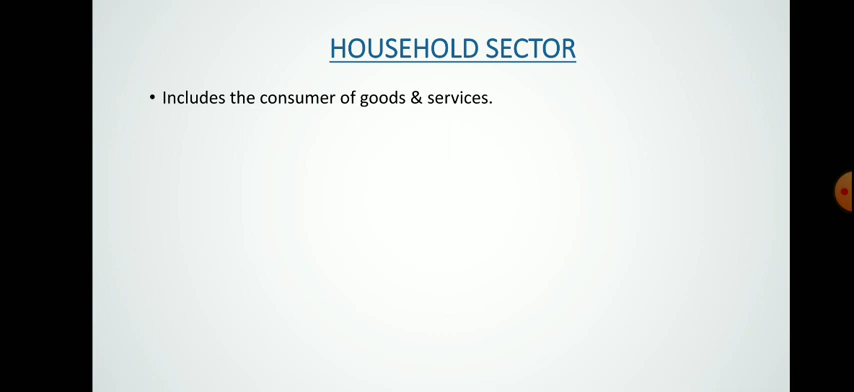 HOUSEHOLD SECTOR
• Includes the consumer of goods & services.